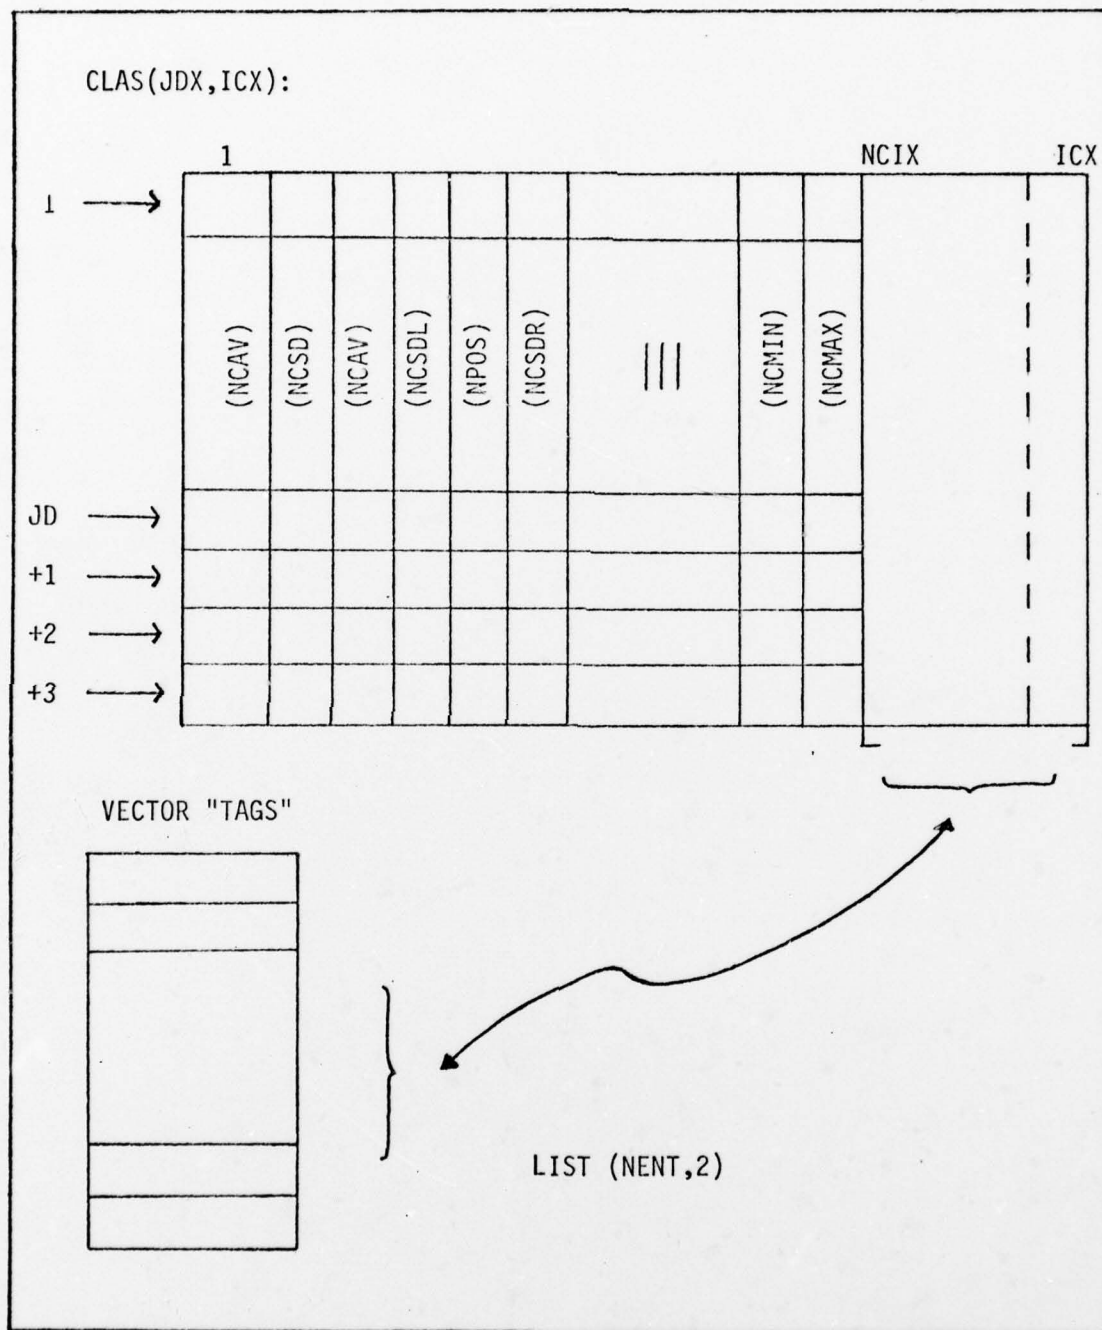 CLAS(JDX,ICX):
1 NCIX ICX
1
(NCAV) (NCSD) (NCAV) (NCSDL) (NPOS) (NCSDR) (NCMIN) (NCMAX)
JD
+1
+2
+3
VECTOR "TAGS"
LIST (NENT,2)